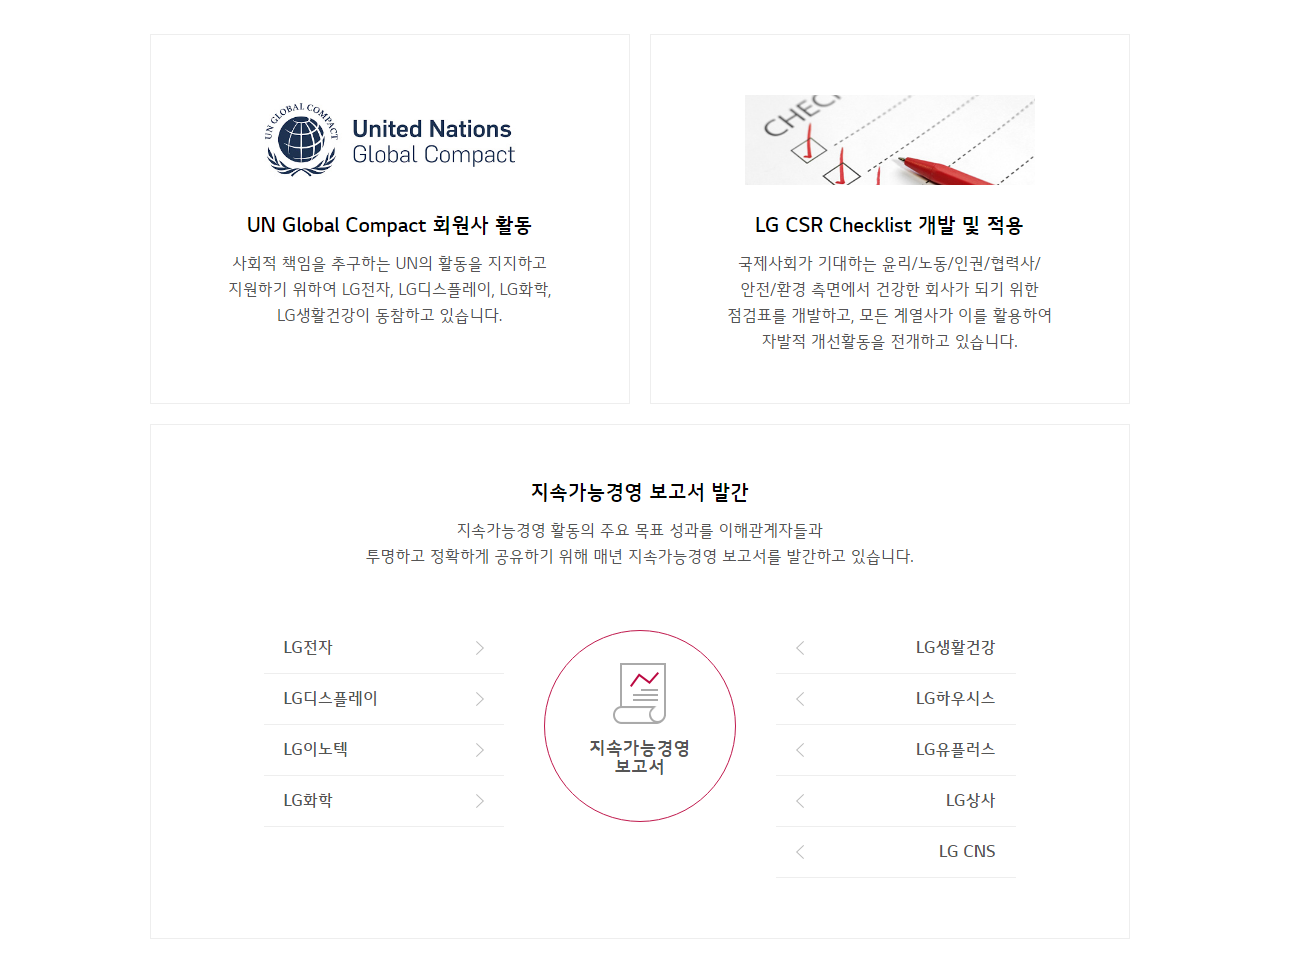 UN GLOBAL COMPACT
United Nations
Global Compact
UN Global Compact 회원사 활동
사회적 책임을 추구하는 UN의 활동을 지지하고
지원하기 위하여 LG전자, LG디스플레이, LG화학,
LG생활건강이 동참하고 있습니다.
CHECK
LG CSR Checklist 개발 및 적용
국제사회가 기대하는 윤리/노동/인권/협력사/
안전/환경 측면에서 건강한 회사가 되기 위한
점검표를 개발하고, 모든 계열사가 이를 활용하여
자발적 개선활동을 전개하고 있습니다.
지속가능경영 보고서 발간
지속가능경영 활동의 주요 목표 성과를 이해관계자들과
투명하고 정확하게 공유하기 위해 매년 지속가능경영 보고서를 발간하고 있습니다.
LG전자
LG디스플레이
LG이노텍
LG화학
지속가능경영
보고서
LG생활건강
LG하우시스
LG유플러스
LG상사
LG CNS